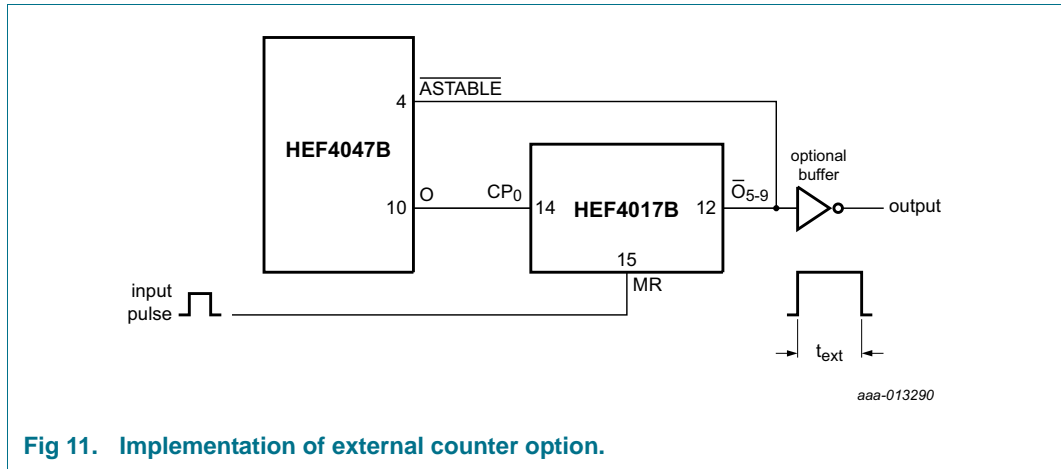 4
ASTABLE
HEF4047B
10
O
CP0
14
HEF4017B
12
O5-9
optional
buffer
output
15
MR
input
pulse
text
aaa-013290
Fig 11. Implementation of external counter option.